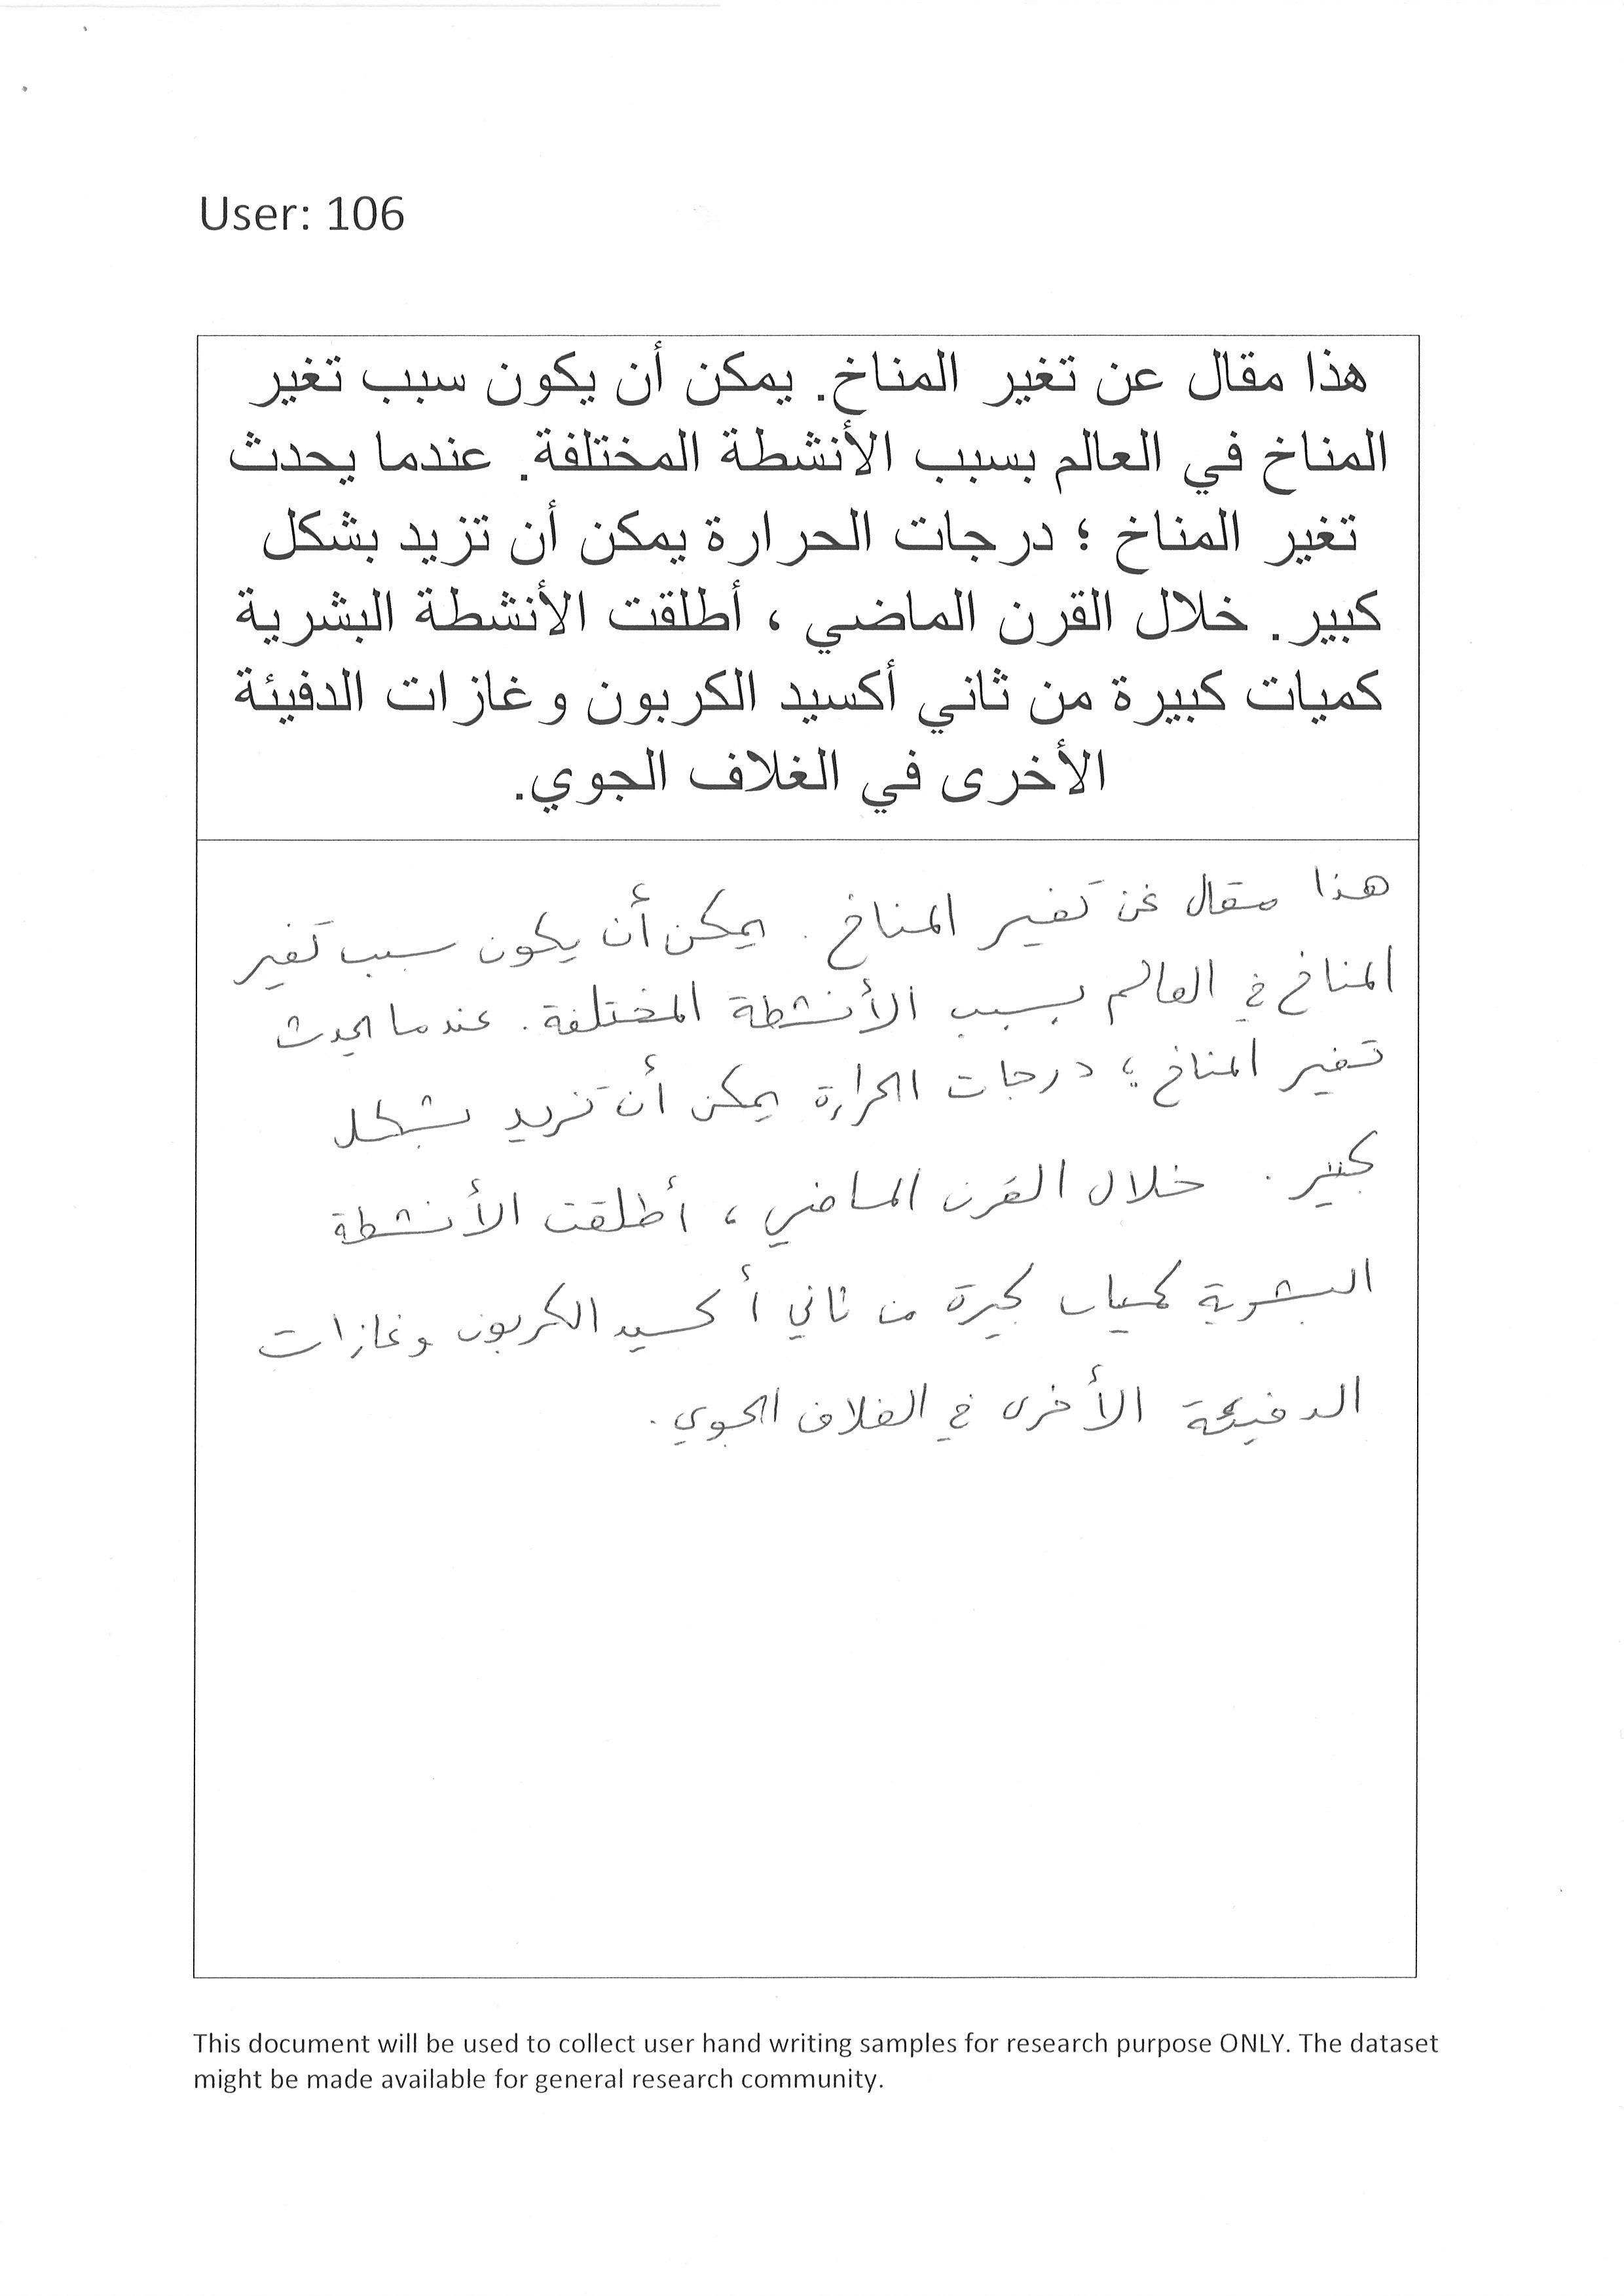 User: 106
هذا مقال عن تغير المناخ. يمكن أن يكون سبب تغير
المناخ في العالم بسبب الأنشطة المختلفة. عندما يحدث
تغير المناخ ؛ درجات الحرارة يمكن أن تزيد بشكل
كبير. خلال القرن الماضي ، أطلقت الأنشطة البشرية
كميات كبيرة من ثاني أكسيد الكربون وغازات الدفيئة
الأخرى في الغلاف الجوي.
هذا مقال عن تغير المناخ. يمكن أن يكون سبب تغير
المناخ في العالم بسبب الأنشطة المختلفة. عندما يحدث
تغير المناخ ؛ درجات الحرارة يمكن أن تزيد بشكل
كبير. خلال القرن الماضي ، أطلقت الأنشطة
البشرية كميات كبيرة من ثاني أكسيد الكربون وغازات
الدفيئة الأخرى في الغلاف الجوي.
This document will be used to collect user hand writing samples for research purpose ONLY. The dataset
might be made available for general research community.